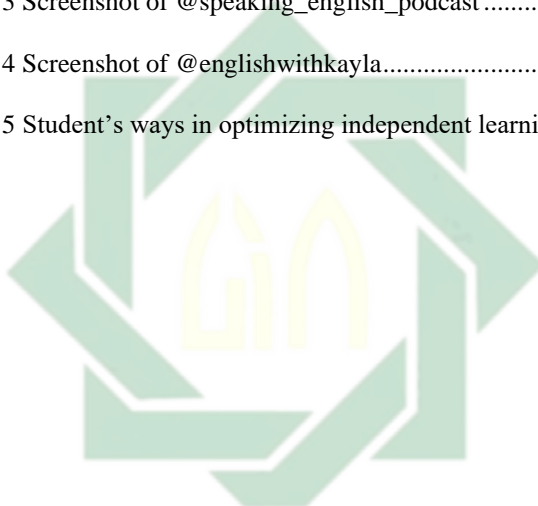 3 Screenshot of @speaking_english_podcast ........
4 Screenshot of @englishwithkayla.......................
5 Student's ways in optimizing independent learni